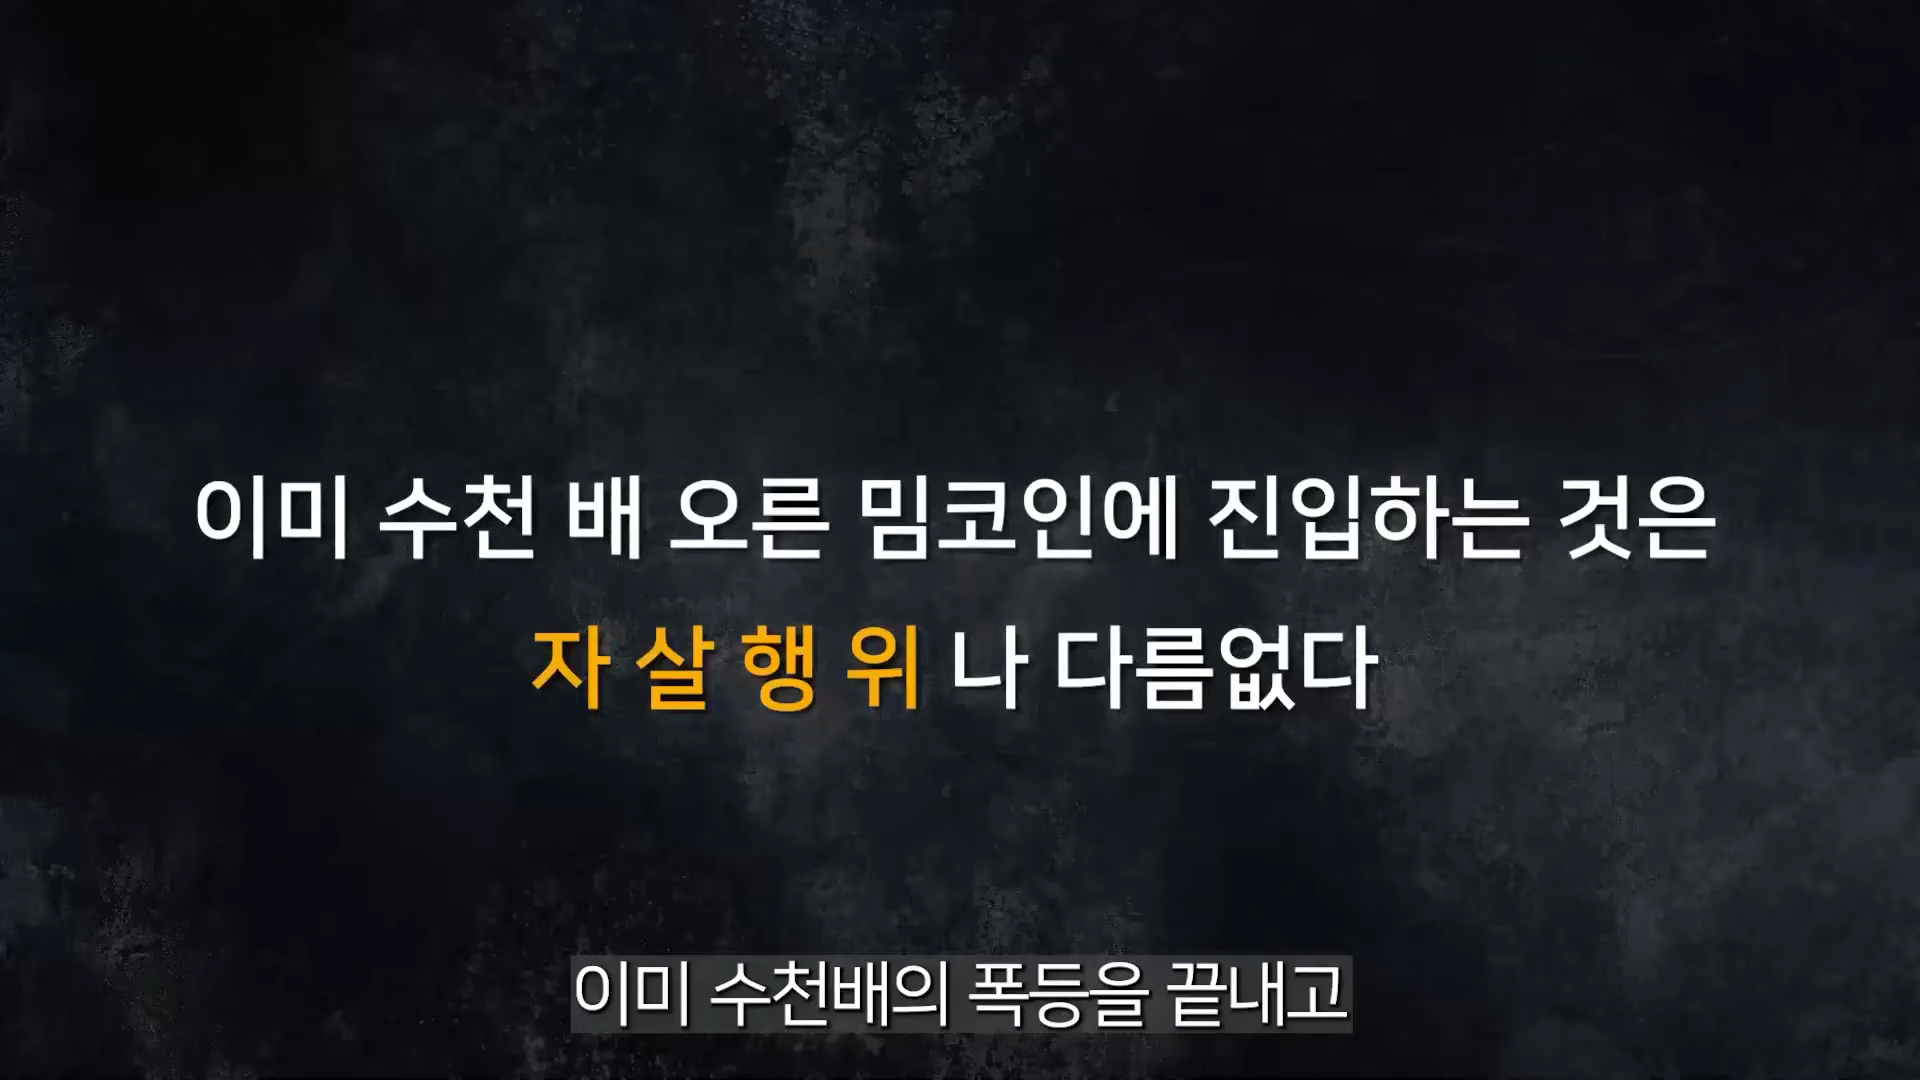 이미 수천 배 오른 밈코인에 진입하는 것은
자 살 행 위 나 다름없다
이미 수천배의 폭등을 끝내고